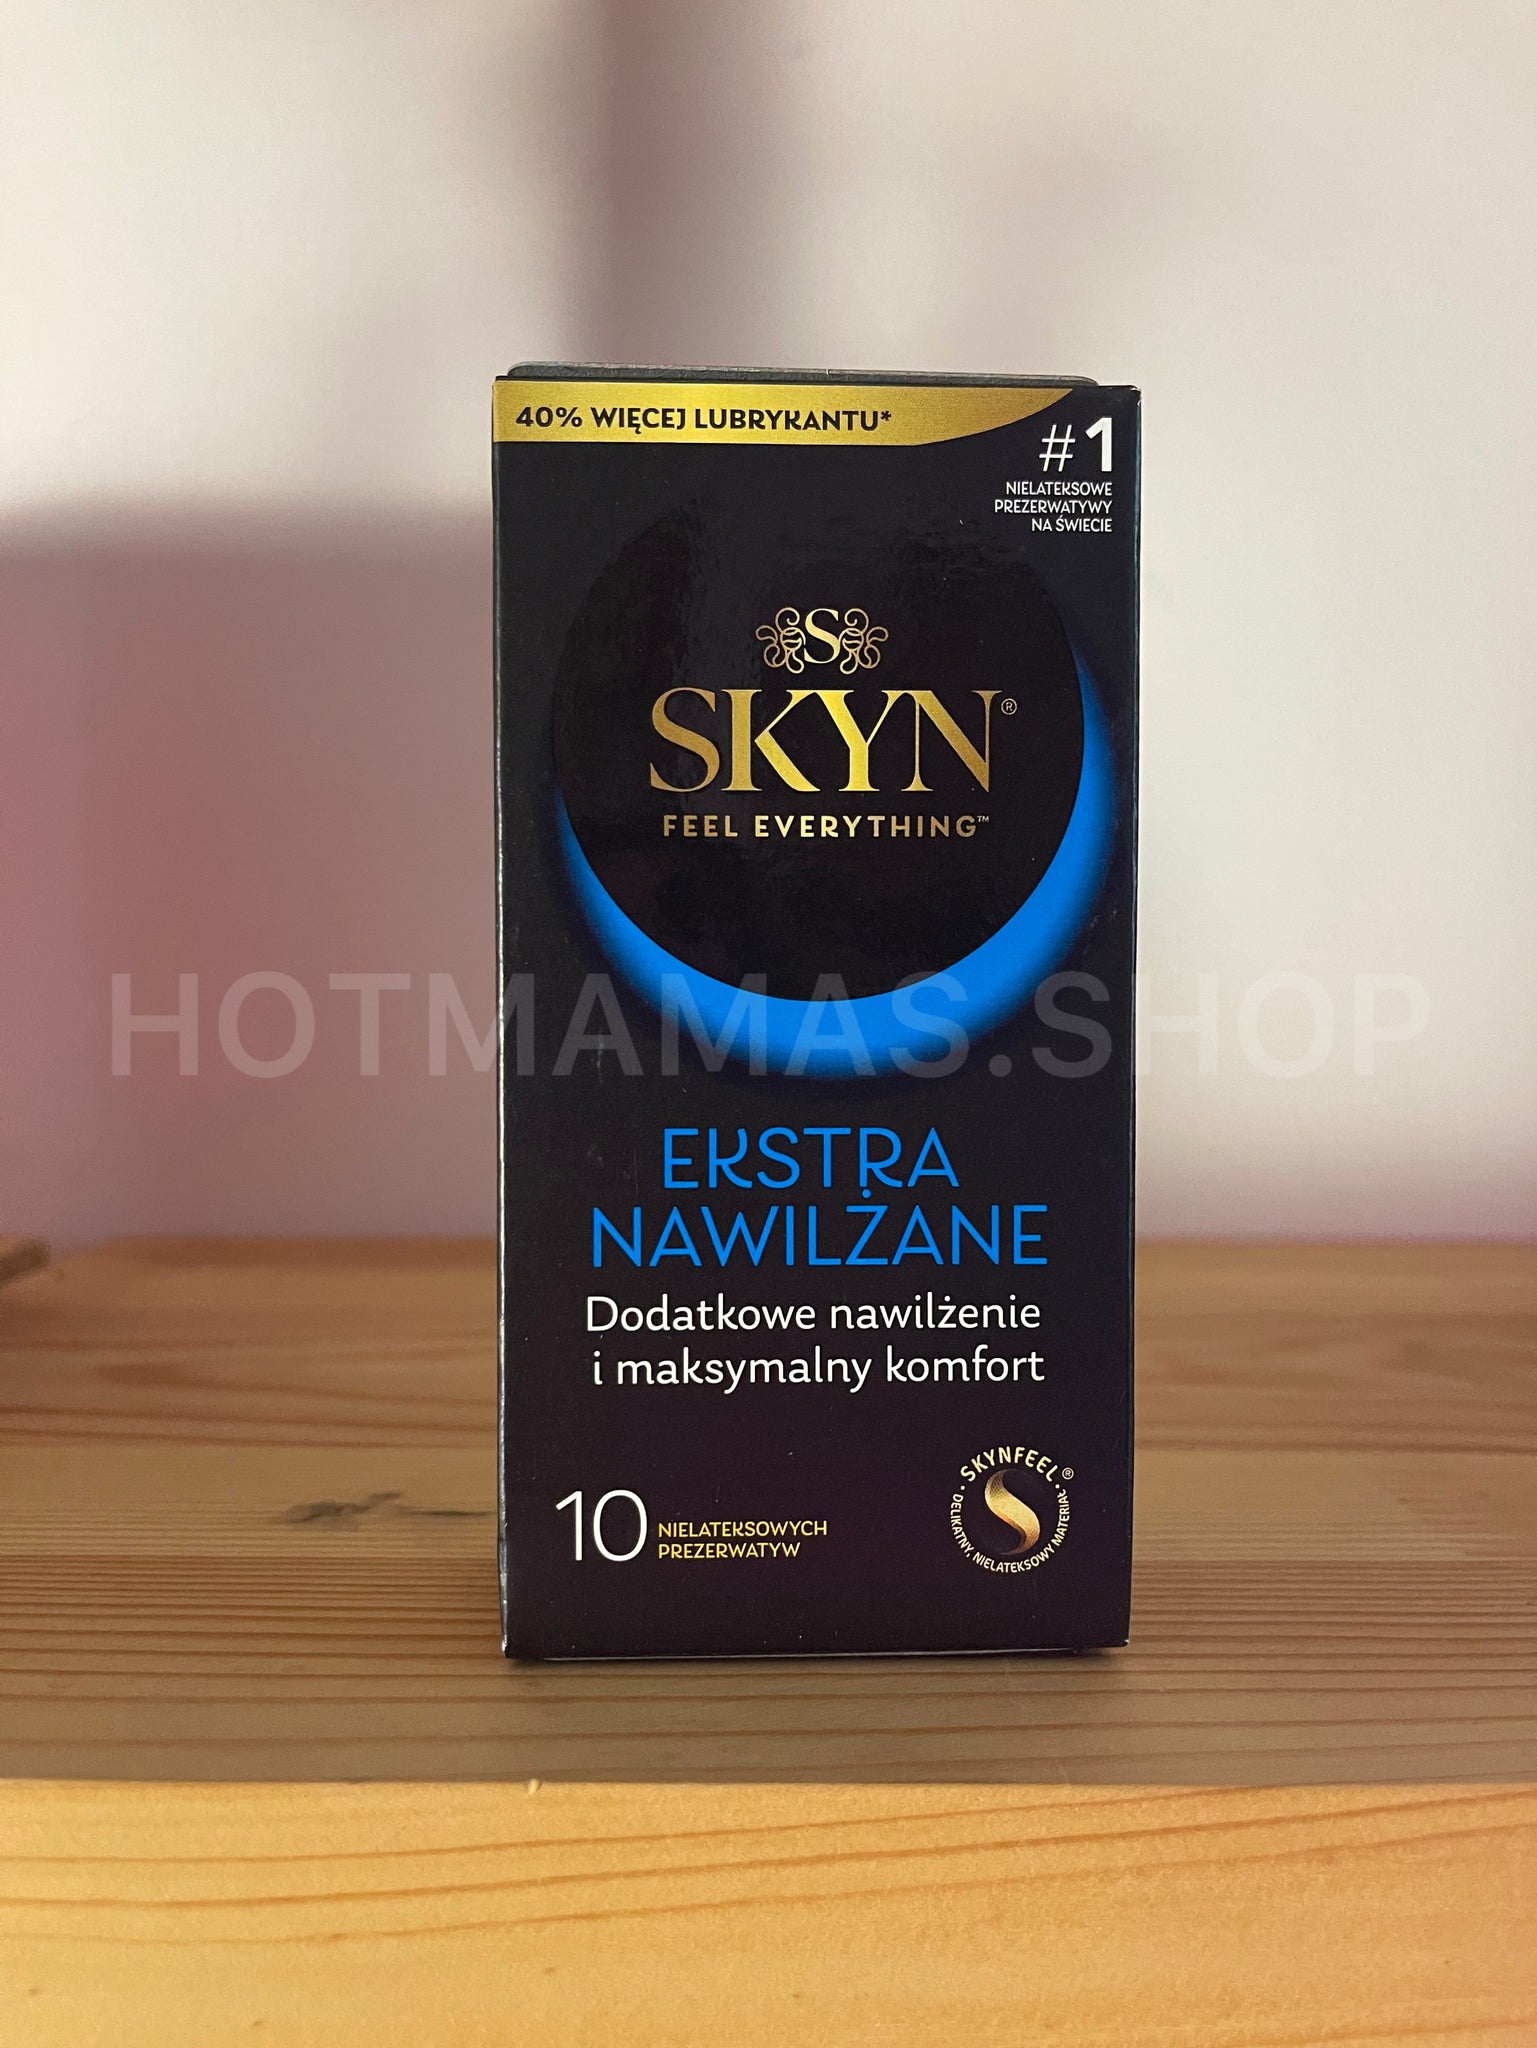 40% WIĘCEJ LUBRYKANTU*
#1
NIELATEKSOWE
PREZERWATYWY
NA ŚWIECIE
S
SKYN®
FEEL EVERYTHING™
HOTMAMAS.SHOP
EKSTRA
NAWILŻANE
Dodatkowe nawilżenie
i maksymalny komfort
10
NIELATEKSOWYCH
PREZERWATYW
SKYNFEEL®
DELIKATNY, NIELATEKSOWY MATERIAŁ